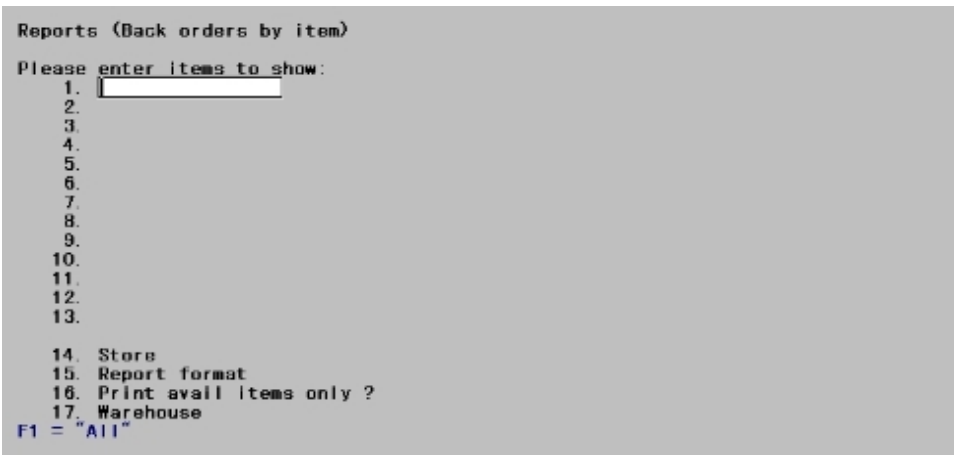 Reports (Back orders by item)
Please enter items to show:
1.
2.
3.
4.
5.
6.
7.
8.
9.
10.
11.
12.
13.
14. Store
15. Report format
16. Print avail items only ?
17. Warehouse
F1 = "All"